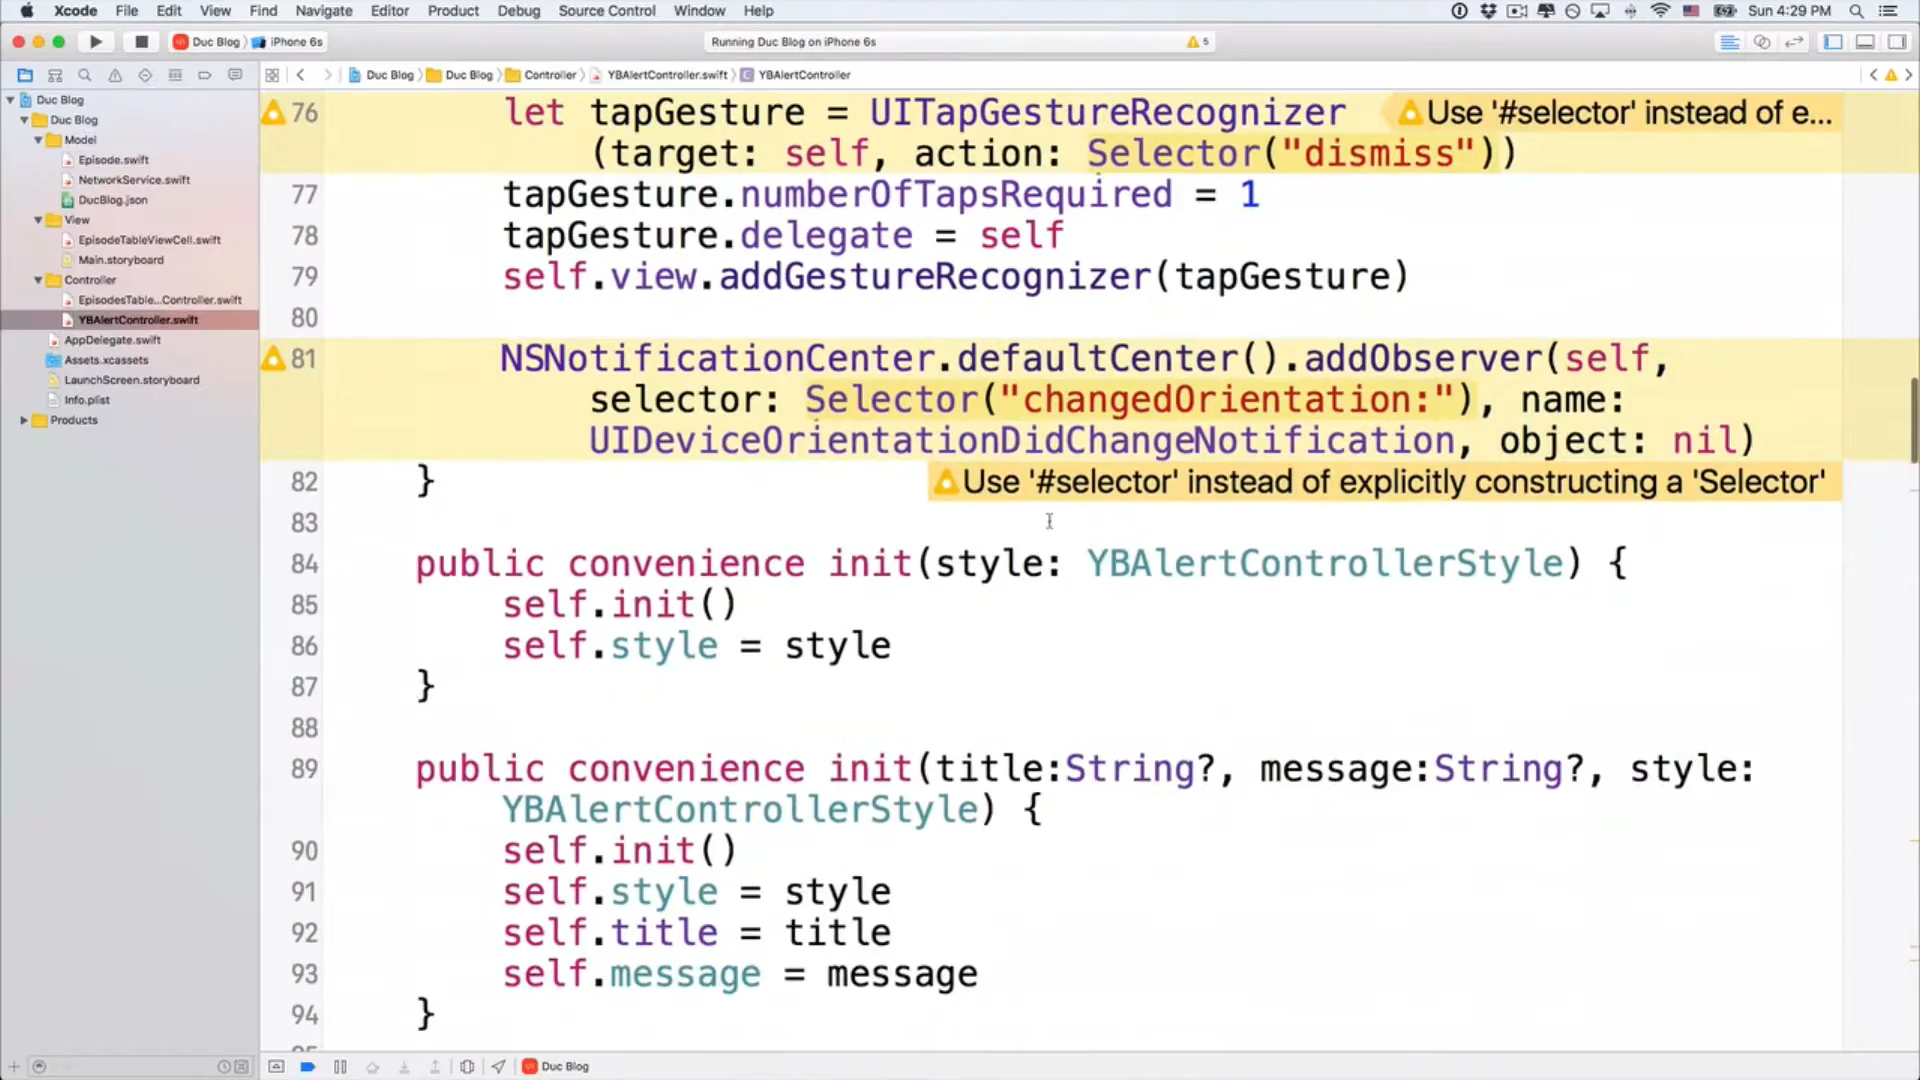 Xcode File Edit View Find Navigate Editor Product Debug Source Control Window Help
Sun 4:29 PM
Duc Blog iPhone 6s
Running Duc Blog on iPhone 6s
5
Duc Blog Duc Blog Controller YBAlertController.swift C YBAlertController
Duc Blog
Duc Blog
Model
Episode.swift
NetworkService.swift
DucBlog.json
View
EpisodeTableViewCell.swift
Main.storyboard
Controller
EpisodesTable...Controller.swift
YBAlertController.swift
AppDelegate.swift
Assets.xcassets
LaunchScreen.storyboard
Info.plist
Products
76 let tapGesture = UITapGestureRecognizer Use '#selector' instead of e...
(target: self, action: Selector("dismiss"))
77 tapGesture.numberOfTapsRequired = 1
78 tapGesture.delegate = self
79 self.view.addGestureRecognizer(tapGesture)
80
81 NSNotificationCenter.defaultCenter().addObserver(self,
selector: Selector("changedOrientation:"), name:
UIDeviceOrientationDidChangeNotification, object: nil)
82 } Use '#selector' instead of explicitly constructing a 'Selector'
83
84 public convenience init(style: YBAlertControllerStyle) {
85 self.init()
86 self.style = style
87 }
88
89 public convenience init(title:String?, message:String?, style:
YBAlertControllerStyle) {
90 self.init()
91 self.style = style
92 self.title = title
93 self.message = message
94 }
Duc Blog